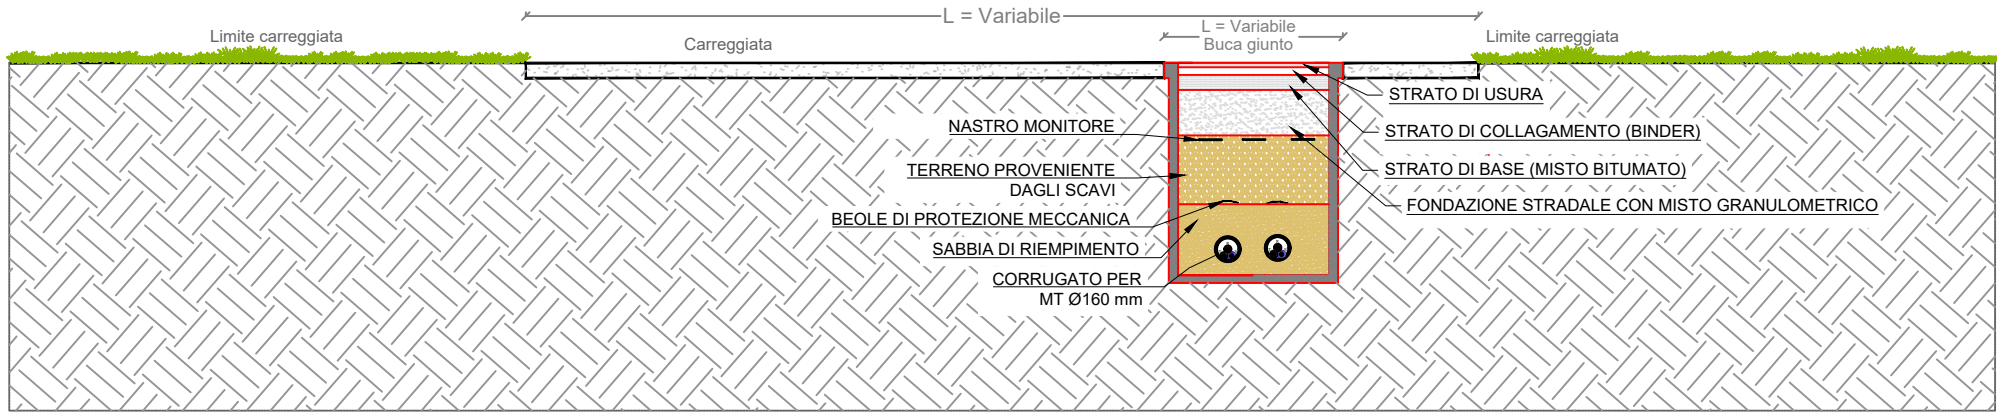 L = Variabile
L = Variabile
Buca giunto
Limite carreggiata
Carreggiata
Limite carreggiata
STRATO DI USURA
NASTRO MONITORE
STRATO DI COLLAGAMENTO (BINDER)
TERRENO PROVENIENTE
DAGLI SCAVI
STRATO DI BASE (MISTO BITUMATO)
FONDAZIONE STRADALE CON MISTO GRANULOMETRICO
BEOLE DI PROTEZIONE MECCANICA
SABBIA DI RIEMPIMENTO
CORRUGATO PER
MT Ø160 mm